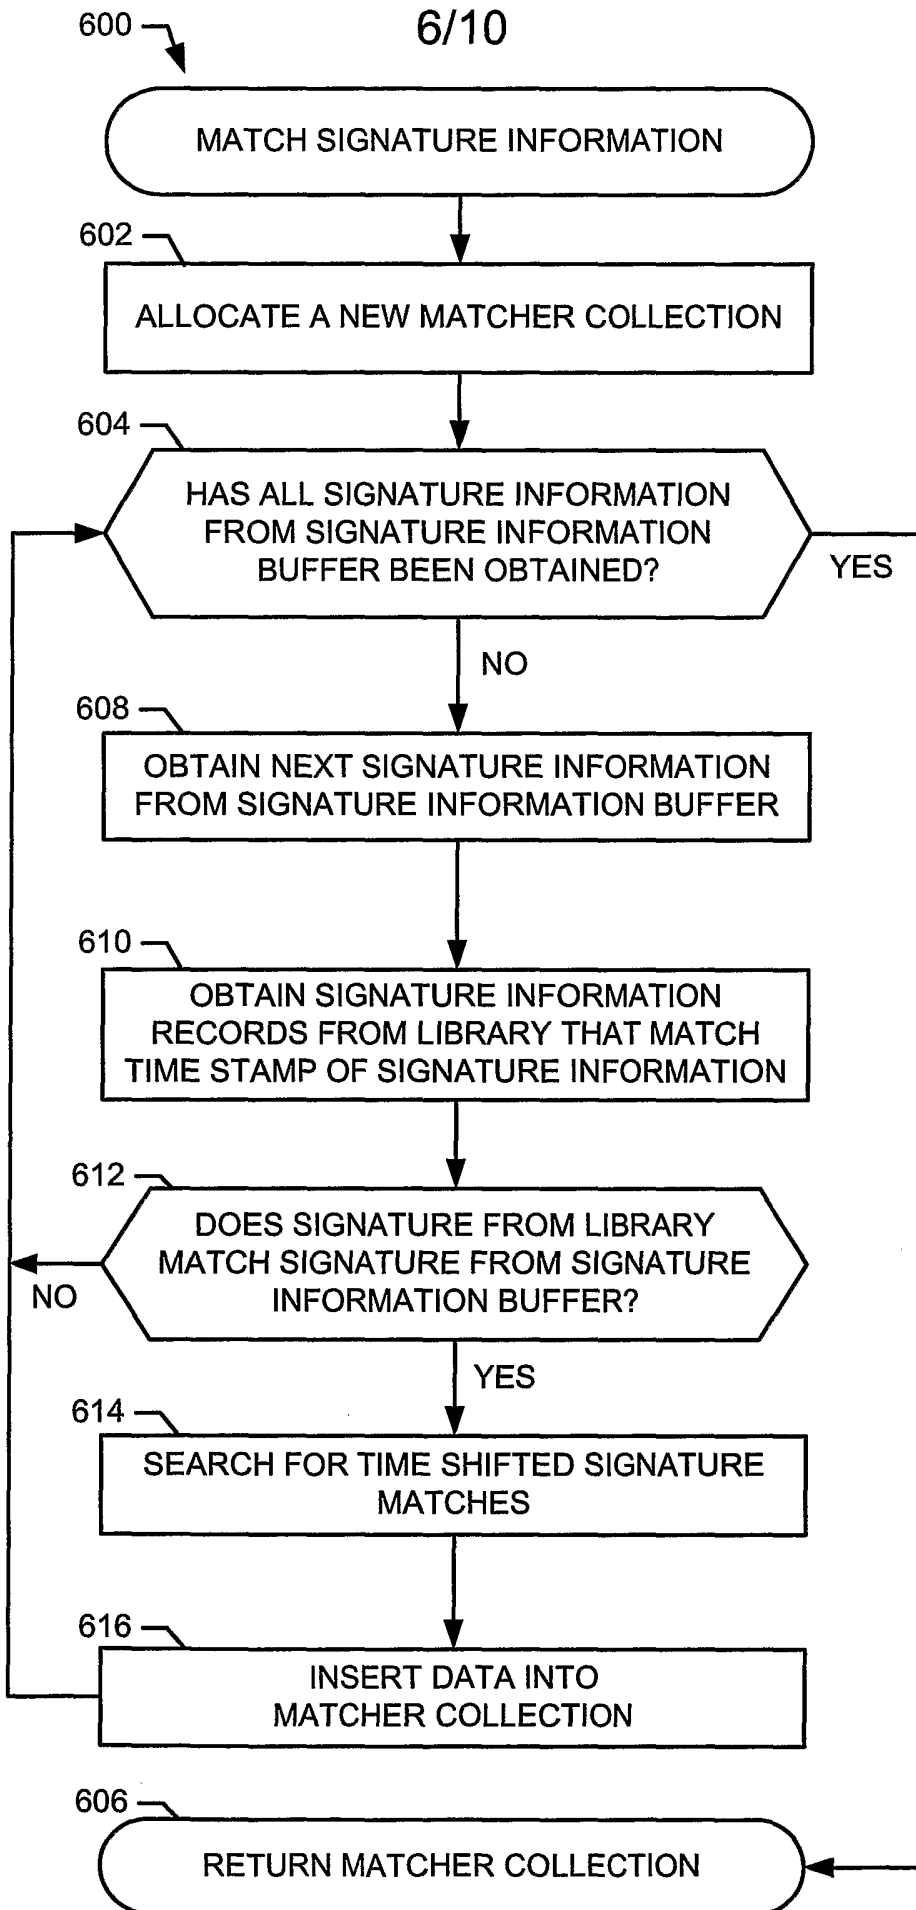 6/10
600
MATCH SIGNATURE INFORMATION
602
ALLOCATE A NEW MATCHER COLLECTION
604
HAS ALL SIGNATURE INFORMATION
FROM SIGNATURE INFORMATION
BUFFER BEEN OBTAINED?
YES
NO
608
OBTAIN NEXT SIGNATURE INFORMATION
FROM SIGNATURE INFORMATION BUFFER
610
OBTAIN SIGNATURE INFORMATION
RECORDS FROM LIBRARY THAT MATCH
TIME STAMP OF SIGNATURE INFORMATION
612
DOES SIGNATURE FROM LIBRARY
MATCH SIGNATURE FROM SIGNATURE
INFORMATION BUFFER?
NO
YES
614
SEARCH FOR TIME SHIFTED SIGNATURE
MATCHES
616
INSERT DATA INTO
MATCHER COLLECTION
606
RETURN MATCHER COLLECTION